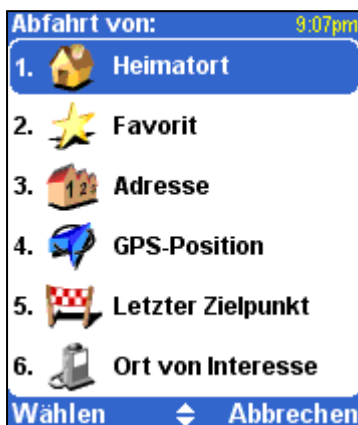 Abfahrt von: 9:07pm
1. Heimatort
2. Favorit
3. 123 Adresse
4. GPS-Position
5. Letzter Zielpunkt
6. Ort von Interesse
Wählen Abbrechen